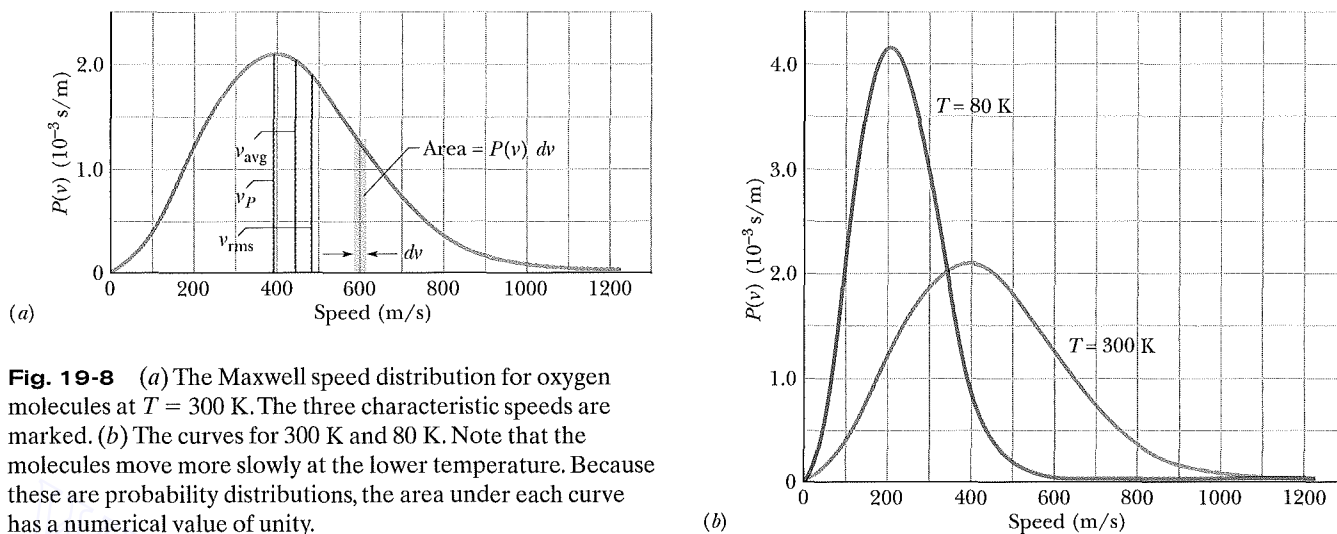 P(v) (10⁻³ s/m)
2.0
1.0
0
v_avg
v_P
v_rms
Area = P(v) dv
dv
0 200 400 600 800 1000 1200
Speed (m/s)
(a)
Fig. 19-8 (a) The Maxwell speed distribution for oxygen
molecules at T = 300 K. The three characteristic speeds are
marked. (b) The curves for 300 K and 80 K. Note that the
molecules move more slowly at the lower temperature. Because
these are probability distributions, the area under each curve
has a numerical value of unity.
P(v) (10⁻³ s/m)
4.0
3.0
2.0
1.0
0
T = 80 K
T = 300 K
0 200 400 600 800 1000 1200
Speed (m/s)
(b)